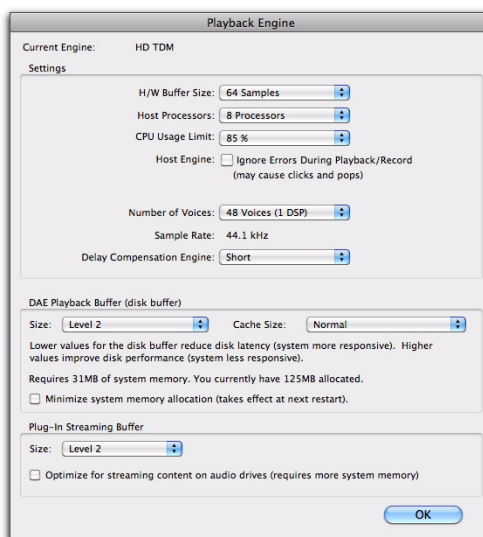 Playback Engine
Current Engine: HD TDM
Settings
H/W Buffer Size: 64 Samples
Host Processors: 8 Processors
CPU Usage Limit: 85 %
Host Engine: Ignore Errors During Playback/Record
(may cause clicks and pops)
Number of Voices: 48 Voices (1 DSP)
Sample Rate: 44.1 kHz
Delay Compensation Engine: Short
DAE Playback Buffer (disk buffer)
Size: Level 2 Cache Size: Normal
Lower values for the disk buffer reduce disk latency (system more responsive). Higher
values improve disk performance (system less responsive).
Requires 31MB of system memory. You currently have 125MB allocated.
Minimize system memory allocation (takes effect at next restart).
Plug-In Streaming Buffer
Size: Level 2
Optimize for streaming content on audio drives (requires more system memory)
OK